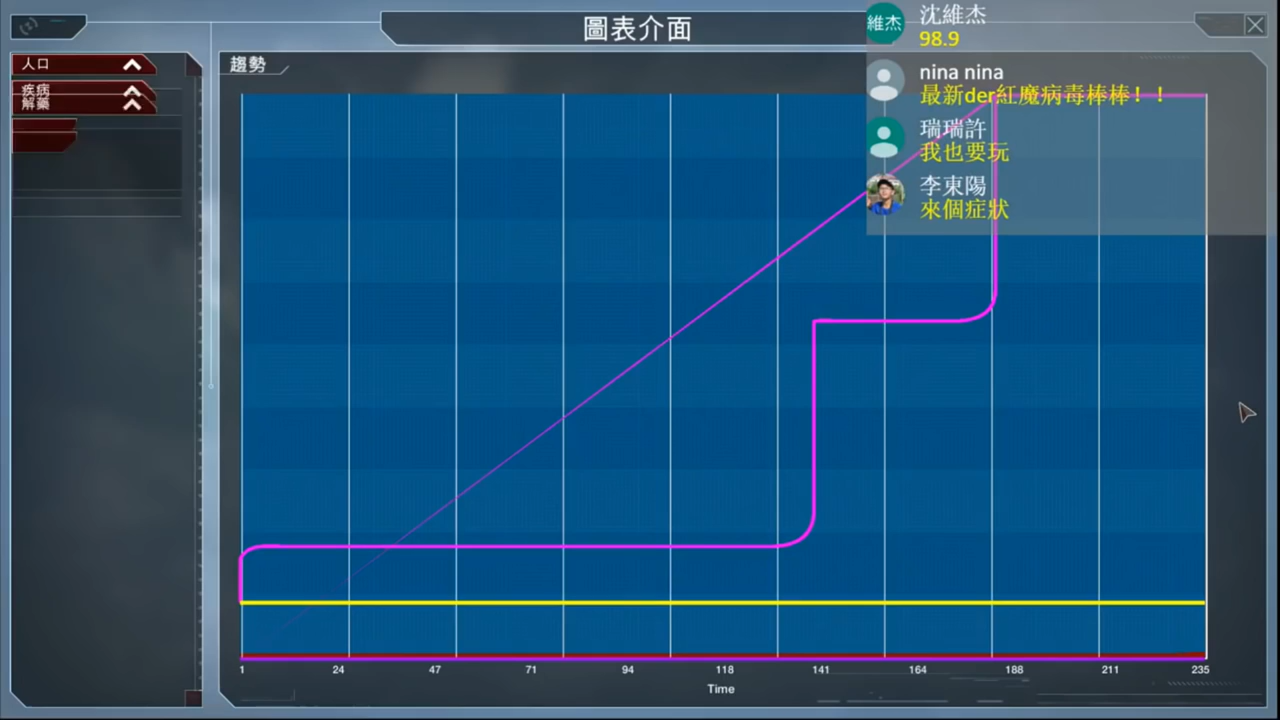 圖表介面
人口
疾病
解藥
趨勢
維杰
沈維杰
98.9
nina nina
最新der紅魔病毒棒棒！！
瑞瑞許
我也要玩
李東陽
來個症狀
1 24 47 71 94 118 141 164 188 211 235
Time